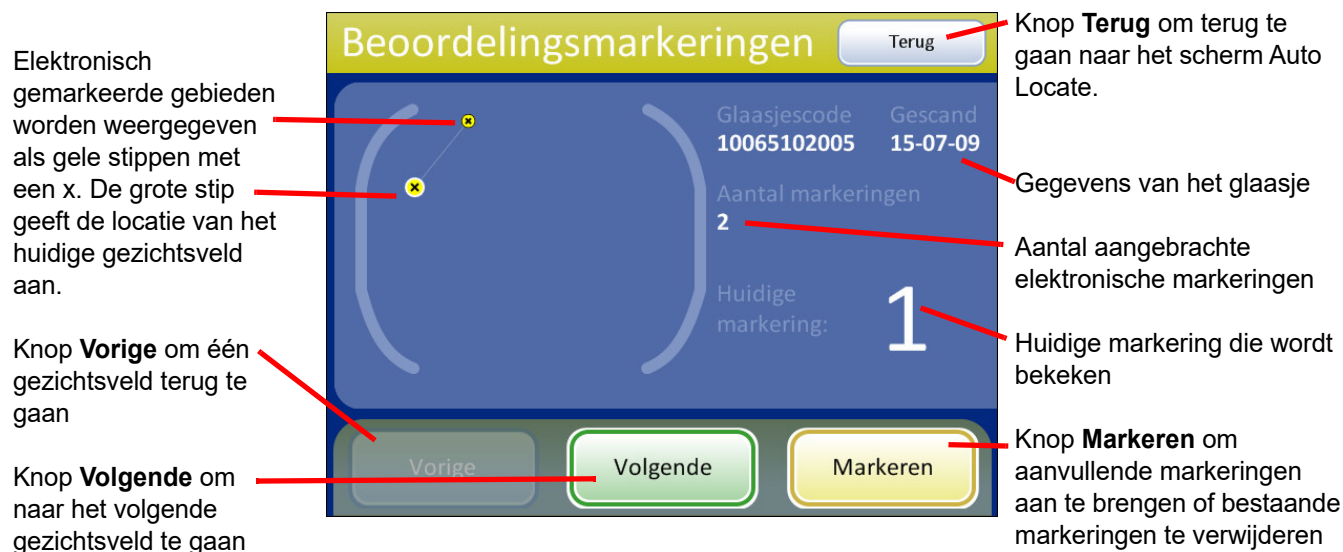 Elektronisch
gemarkeerde gebieden
worden weergegeven
als gele stippen met
een x. De grote stip
geeft de locatie van het
huidige gezichtsveld
aan.
Knop Vorige om één
gezichtsveld terug te
gaan
Knop Volgende om
naar het volgende
gezichtsveld te gaan
Beoordelingsmarkeringen
Terug
Glaasjescode Gescand
10065102005 15-07-09
Aantal markeringen
2
Huidige
markering:
1
Vorige
Volgende
Markeren
Knop Terug om terug te
gaan naar het scherm Auto
Locate.
Gegevens van het glaasje
Aantal aangebrachte
elektronische markeringen
Huidige markering die wordt
bekeken
Knop Markeren om
aanvullende markeringen
aan te brengen of bestaande
markeringen te verwijderen